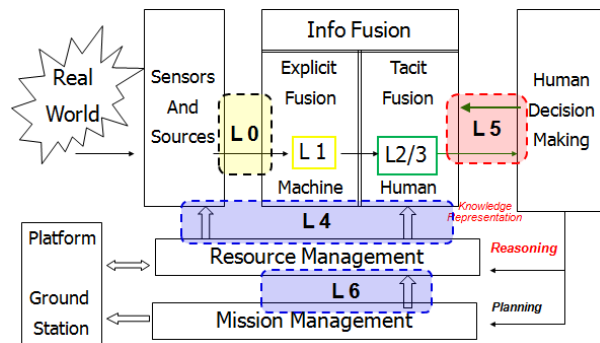 Real
World
Sensors
And
Sources
L 0
Info Fusion
Explicit
Fusion
L 1
Machine
Tacit
Fusion
L2/3
Human
L 5
Human
Decision
Making
Knowledge
Representation
L 4
Platform
Ground
Station
Resource Management
Reasoning
L 6
Planning
Mission Management